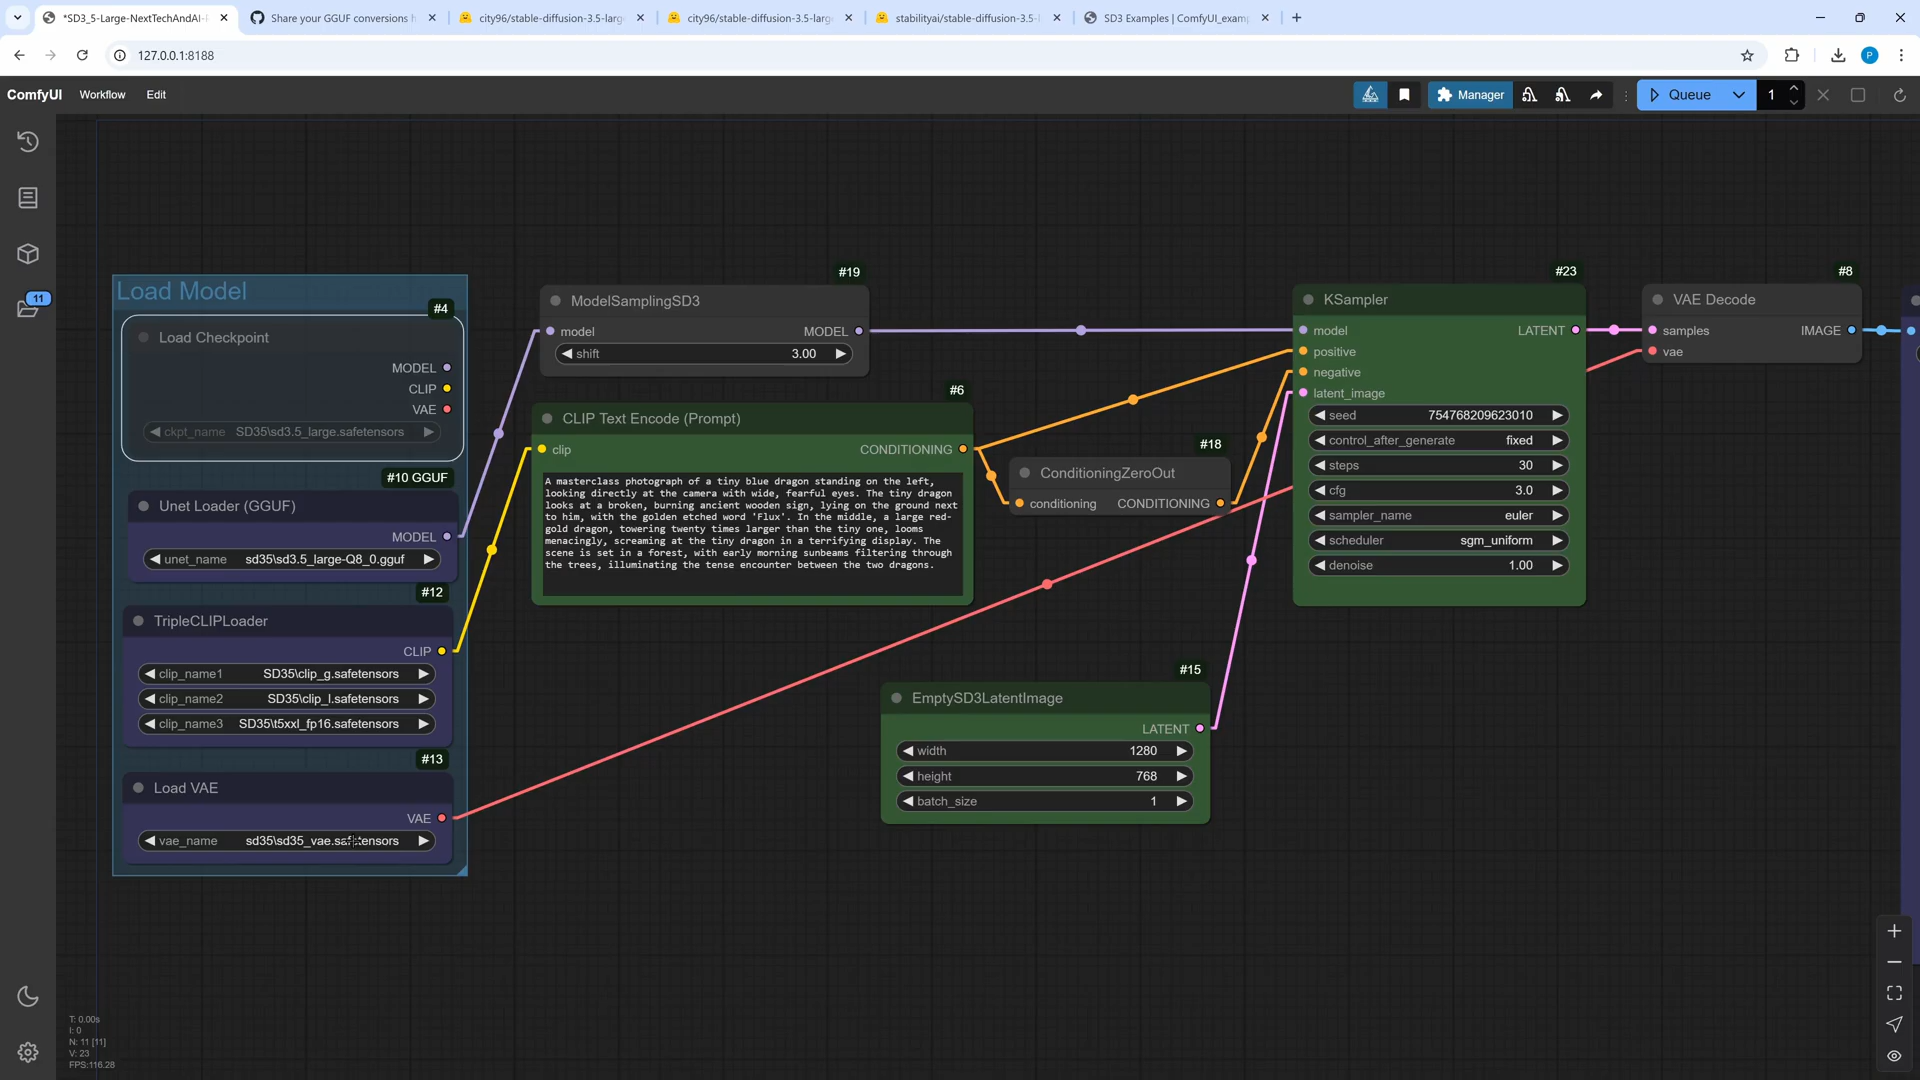 *SD3_5-Large-NextTechAndAI-
Share your GGUF conversions h
city96/stable-diffusion-3.5-larg
city96/stable-diffusion-3.5-larg
stabilityai/stable-diffusion-3.5-l
SD3 Examples | ComfyUI_examp
127.0.0.1:8188
P
ComfyUI
Workflow
Edit
Manager
Queue
1
11
Load Model
#4
Load Checkpoint
MODEL
CLIP
VAE
ckpt_name SD35\sd3.5_large.safetensors
#10 GGUF
Unet Loader (GGUF)
MODEL
unet_name sd35\sd3.5_large-Q8_0.gguf
#12
TripleCLIPLoader
CLIP
clip_name1 SD35\clip_g.safetensors
clip_name2 SD35\clip_l.safetensors
clip_name3 SD35\t5xxl_fp16.safetensors
#13
Load VAE
VAE
vae_name sd35\sd35_vae.safetensors
#19
ModelSamplingSD3
model MODEL
shift 3.00
#6
CLIP Text Encode (Prompt)
clip CONDITIONING
A masterclass photograph of a tiny blue dragon standing on the left,
looking directly at the camera with wide, fearful eyes. The tiny dragon
looks at a broken, burning ancient wooden sign, lying on the ground next
to him, with the golden etched word 'Flux'. In the middle, a large red-
gold dragon, towering twenty times larger than the tiny one, looms
menacingly, screaming at the tiny dragon in a terrifying display. The
scene is set in a forest, with early morning sunbeams filtering through
the trees, illuminating the tense encounter between the two dragons.
#18
ConditioningZeroOut
conditioning CONDITIONING
#15
EmptySD3LatentImage
LATENT
width 1280
height 768
batch_size 1
#23
KSampler
model LATENT
positive
negative
latent_image
seed 754768209623010
control_after_generate fixed
steps 30
cfg 3.0
sampler_name euler
scheduler sgm_uniform
denoise 1.00
#8
VAE Decode
samples IMAGE
vae
T: 0.00s
I: 0
N: 11 [11]
V: 23
FPS:116.28